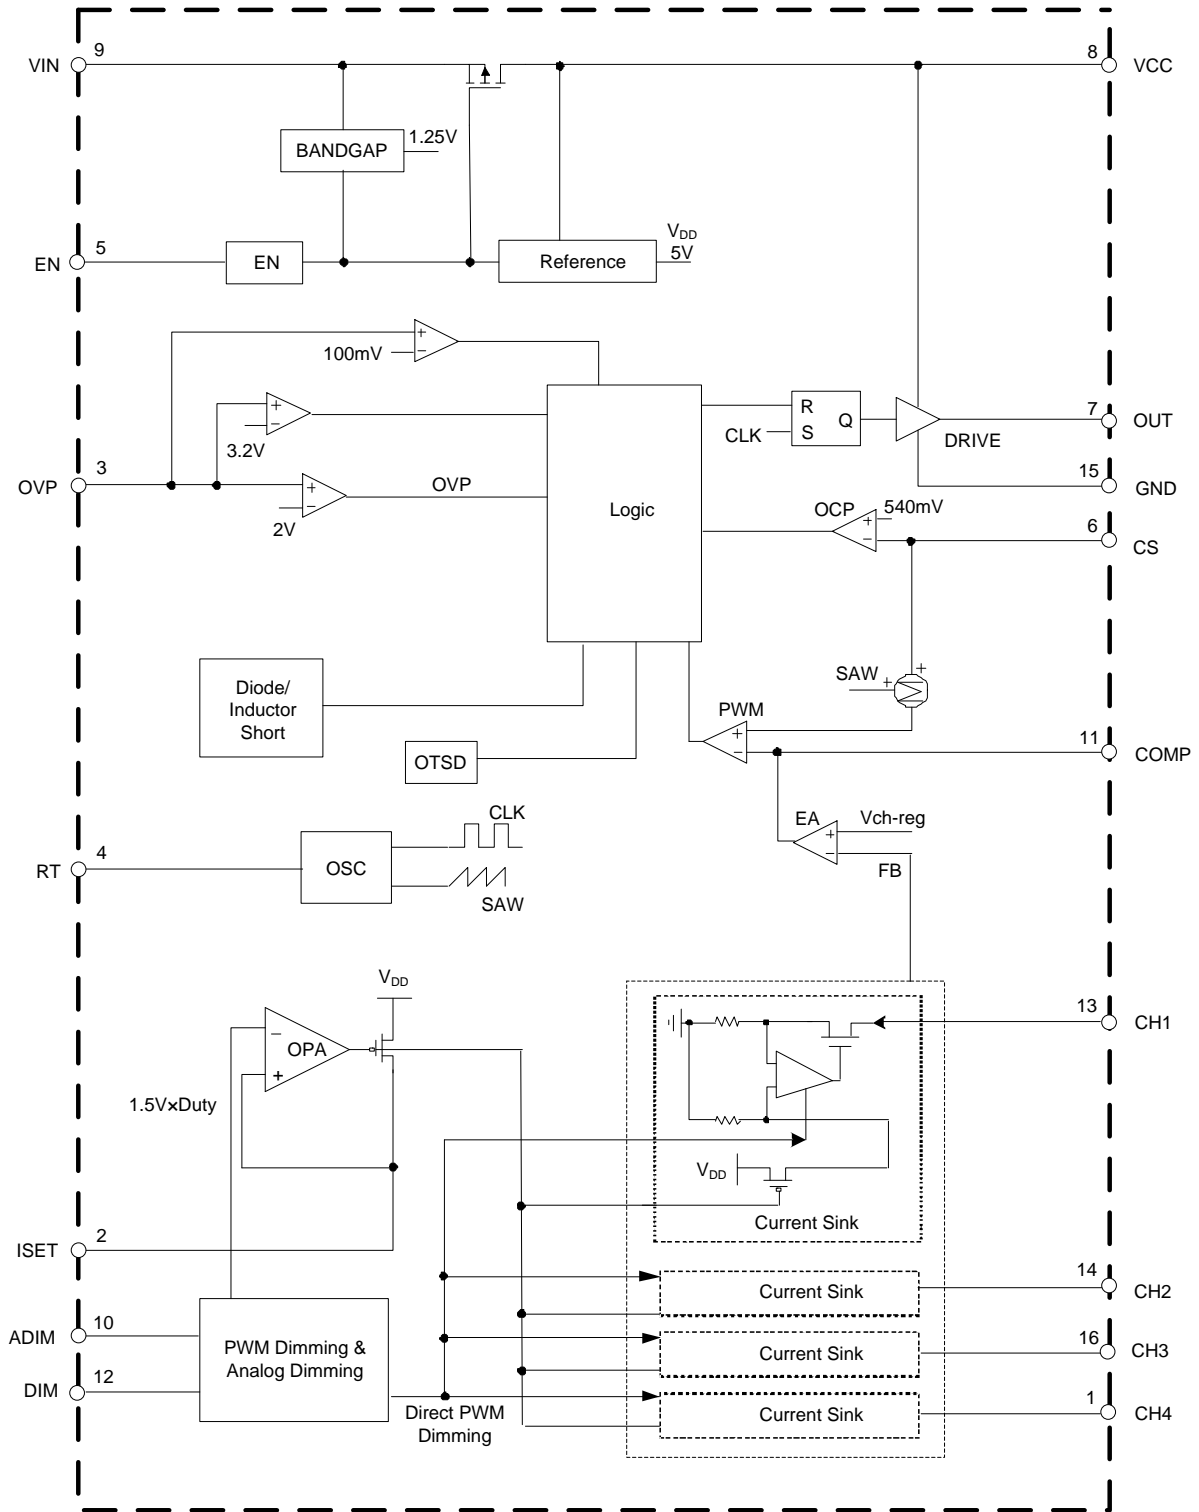 VIN
9
8
VCC
BANDGAP
1.25V
EN
5
EN
Reference
V_DD
5V
+
−
100mV
+
−
3.2V
OVP
3
+
−
2V
OVP
Logic
R
S
Q
CLK
DRIVE
7
OUT
15
GND
OCP
+
−
540mV
6
CS
Diode/
Inductor
Short
OTSD
SAW
+
+
PWM
+
−
11
COMP
EA
+
−
Vch-reg
FB
RT
4
OSC
CLK
SAW
V_DD
−
+
OPA
1.5V×Duty
13
CH1
V_DD
Current Sink
ISET
2
14
CH2
Current Sink
ADIM
10
DIM
12
PWM Dimming &
Analog Dimming
Direct PWM
Dimming
16
CH3
Current Sink
1
CH4
Current Sink